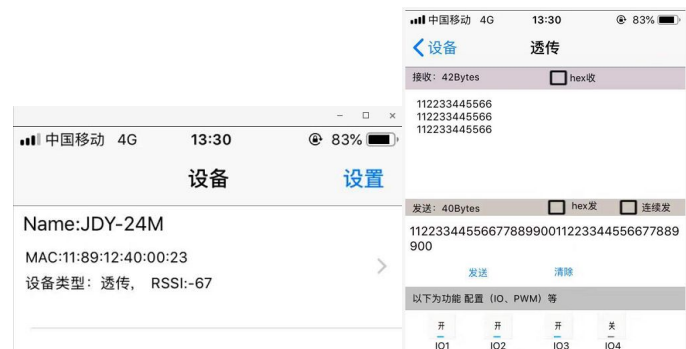 中国移动 4G 13:30 83%
设备 设置
Name:JDY-24M
MAC:11:89:12:40:00:23
设备类型：透传， RSSI:-67
中国移动 4G 13:30 83%
设备 透传
接收：42Bytes hex收
112233445566
112233445566
112233445566
发送：40Bytes hex发 连续发
1122334455667788990011223344556677889
900
发送 清除
以下为功能 配置（IO、PWM）等
开 开 开 关
IO1 IO2 IO3 IO4